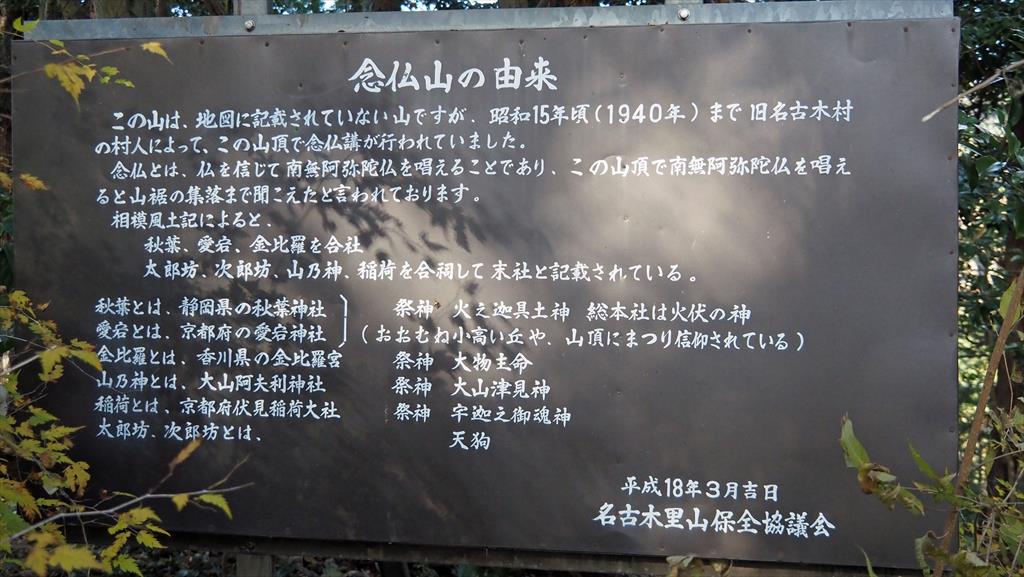 念仏山の由来
この山は、地図に記載されていない山ですが、昭和15年頃(1940年)まで旧名古木村
の村人によって、この山頂で念仏講が行われていました。
念仏とは、仏を信じて南無阿弥陀仏を唱えることであり、この山頂で南無阿弥陀仏を唱え
ると山裾の集落まで聞こえたと言われております。
相模風土記によると、
秋葉、愛宕。金比羅を合社
太郎坊、次郎坊、山乃神、稲荷を合祠して末社と記載されている。
秋葉とは、静岡県の秋葉神社 祭神 火之迦具土神 総本社は火伏の神
愛宕とは、京都府の愛宕神社 (おおむね小高い丘や、山頂にまつり信仰されている)
金比羅とは、香川県の金比羅宮 祭神 大物主命
山乃神とは、大山阿夫利神社 祭神 大山津見神
稲荷とは、京都府伏見稲荷大社 祭神 宇迦之御魂神
太郎坊、次郎坊とは、 天狗
平成18年3月吉日
名古木里山保全協議会